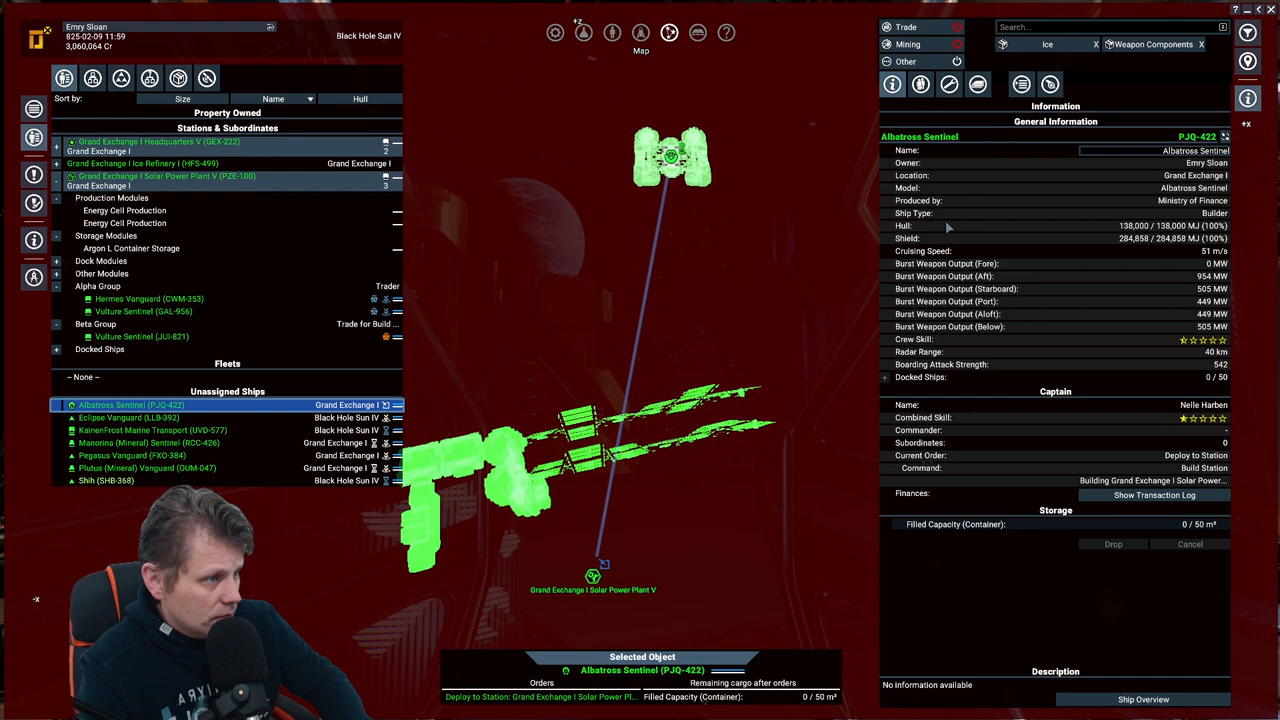 Emry Sloan
825-02-09 11:59
3,060,064 Cr
Black Hole Sun IV
+Z
Map
Sort by:
Size
Name
Hull
Property Owned
Stations & Subordinates
Grand Exchange I Headquarters V (GEX-222)
Grand Exchange I
2
Grand Exchange I Ice Refinery I (HFS-499)
Grand Exchange I
Grand Exchange I Solar Power Plant V (PZE-100)
Grand Exchange I
3
Production Modules
Energy Cell Production
Energy Cell Production
Storage Modules
Argon L Container Storage
Dock Modules
Other Modules
Alpha Group
Trader
Hermes Vanguard (CWM-353)
Vulture Sentinel (GAL-956)
Beta Group
Trade for Build ...
Vulture Sentinel (JUI-821)
Docked Ships
Fleets
– None –
Unassigned Ships
Albatross Sentinel (PJQ-422)
Grand Exchange I
Eclipse Vanguard (LLB-392)
Black Hole Sun IV
KainenFrost Marine Transport (UVD-577)
Black Hole Sun IV
Manorina (Mineral) Sentinel (RCC-426)
Grand Exchange I
Pegasus Vanguard (FXO-384)
Grand Exchange I
Plutus (Mineral) Vanguard (OUM-047)
Grand Exchange I
Shih (SHB-368)
Black Hole Sun IV
-X
Grand Exchange I Solar Power Plant V
Selected Object
Albatross Sentinel (PJQ-422)
Orders
Remaining cargo after orders
Deploy to Station: Grand Exchange I Solar Power Pl...
Filled Capacity (Container):
0 / 50 m³
Trade
Mining
Other
Search...
Ice
X
Weapon Components
X
+X
Information
General Information
Albatross Sentinel
PJQ-422
Name:
Albatross Sentinel
Owner:
Emry Sloan
Location:
Grand Exchange I
Model:
Albatross Sentinel
Produced by:
Ministry of Finance
Ship Type:
Builder
Hull:
138,000 / 138,000 MJ (100%)
Shield:
284,858 / 284,858 MJ (100%)
Cruising Speed:
51 m/s
Burst Weapon Output (Fore):
0 MW
Burst Weapon Output (Aft):
954 MW
Burst Weapon Output (Starboard):
505 MW
Burst Weapon Output (Port):
449 MW
Burst Weapon Output (Aloft):
449 MW
Burst Weapon Output (Below):
505 MW
Crew Skill:
Radar Range:
40 km
Boarding Attack Strength:
542
Docked Ships:
0 / 50
Captain
Name:
Nelle Harben
Combined Skill:
Commander:
-
Subordinates:
0
Current Order:
Deploy to Station
Command:
Build Station
Building Grand Exchange I Solar Power...
Finances:
Show Transaction Log
Storage
Filled Capacity (Container):
0 / 50 m³
Drop
Cancel
Description
No information available
Ship Overview